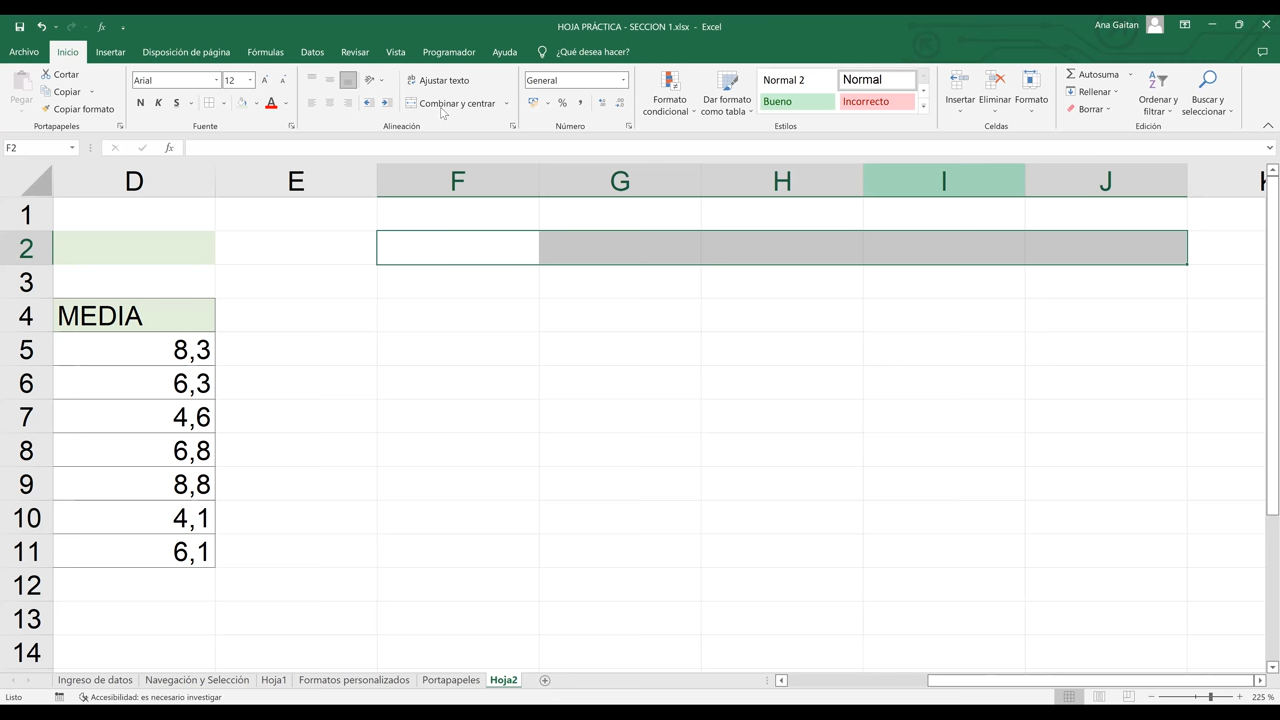 HOJA PRÁCTICA - SECCION 1.xlsx - Excel
Ana Gaitan
Archivo Inicio Insertar Disposición de página Fórmulas Datos Revisar Vista Programador Ayuda ¿Qué desea hacer?
Pegar
Cortar
Copiar
Copiar formato
Portapapeles
Arial 12
N K S
Fuente
Ajustar texto
Combinar y centrar
Alineación
General
Número
Formato condicional
Dar formato como tabla
Normal 2 Normal
Bueno Incorrecto
Estilos
Insertar Eliminar Formato
Celdas
Autosuma
Rellenar
Borrar
Ordenar y filtrar
Buscar y seleccionar
Edición
F2 fx
D E F G H I J K
1
2
3
4 MEDIA
5 8,3
6 6,3
7 4,6
8 6,8
9 8,8
10 4,1
11 6,1
12
13
14
Ingreso de datos Navegación y Selección Hoja1 Formatos personalizados Portapapeles Hoja2
Listo Accesibilidad: es necesario investigar 225 %